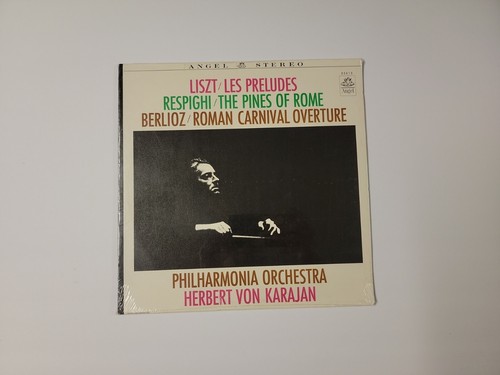 ANGEL STEREO
LISZT / LES PRELUDES
RESPIGHI / THE PINES OF ROME
BERLIOZ / ROMAN CARNIVAL OVERTURE
PHILHARMONIA ORCHESTRA
HERBERT VON KARAJAN